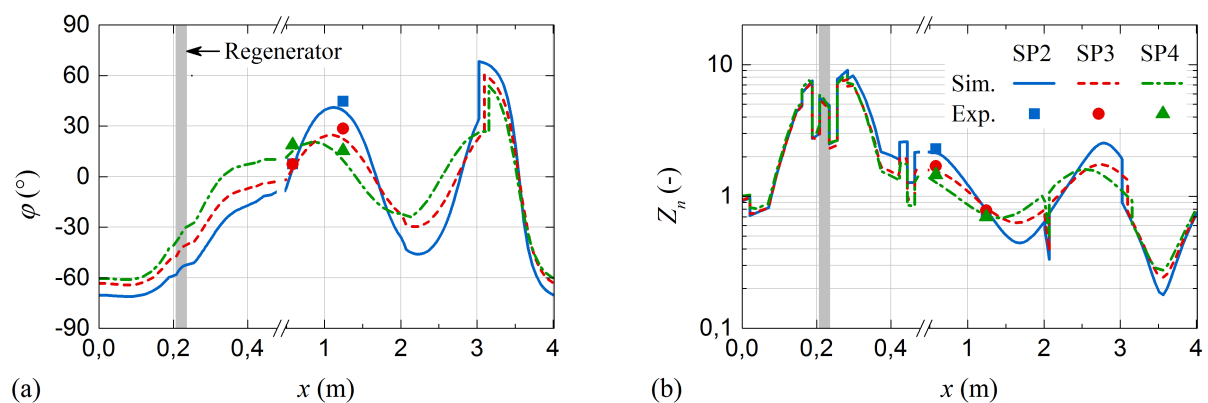 90
60
30
0
-30
-60
-90
φ (°)
Regenerator
0,0 0,2 0,4 1 2 3 4
(a) x (m)
10
1
0,1
Zn (-)
SP2 SP3 SP4
Sim.
Exp.
0,0 0,2 0,4 1 2 3 4
(b) x (m)